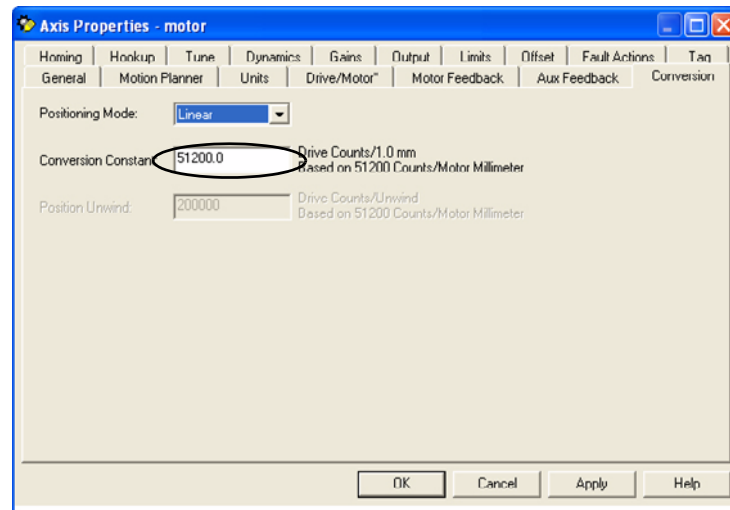 Axis Properties - motor
Homing Hookup Tune Dynamics Gains Output Limits Offset Fault Actions Tag
General Motion Planner Units Drive/Motor* Motor Feedback Aux Feedback Conversion
Positioning Mode: Linear
Conversion Constant 51200.0 Drive Counts/1.0 mm
Based on 51200 Counts/Motor Millimeter
Position Unwind: 200000 Drive Counts/Unwind
Based on 51200 Counts/Motor Millimeter
OK Cancel Apply Help